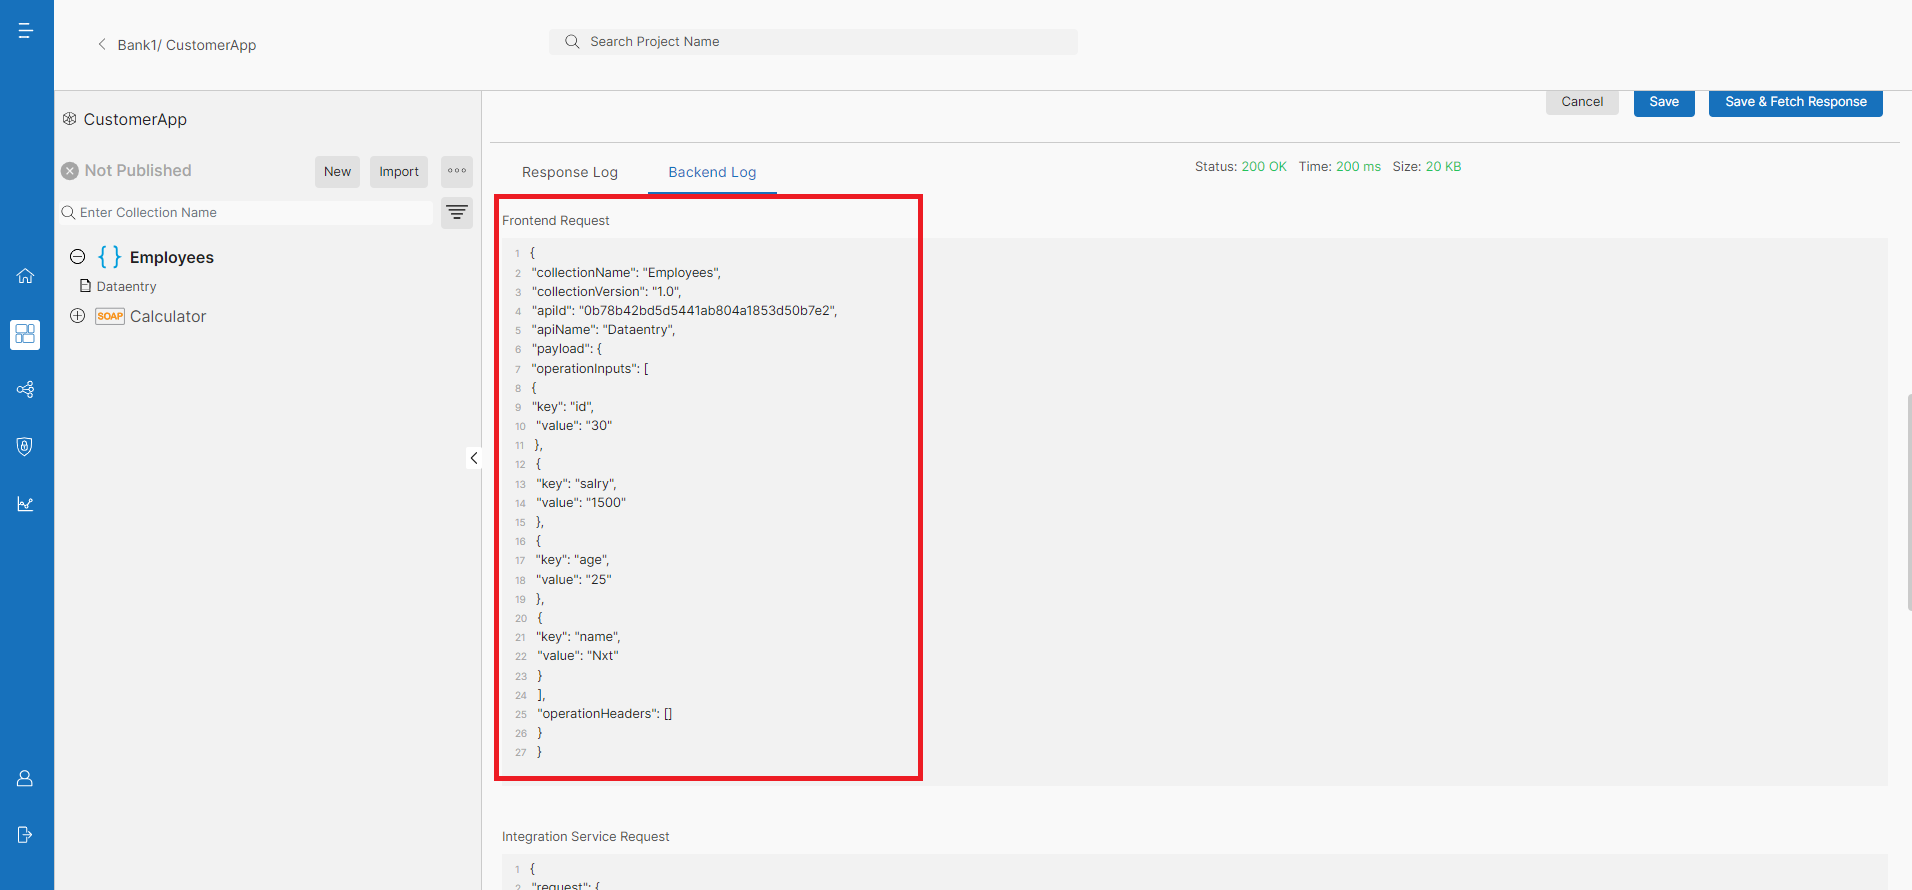 Bank1/ CustomerApp
Search Project Name
CustomerApp
Not Published
New
Import
Enter Collection Name
Employees
Dataentry
SOAP
Calculator
Cancel
Save
Save & Fetch Response
Response Log
Backend Log
Status: 200 OK Time: 200 ms Size: 20 KB
Frontend Request
1 {
2 "collectionName": "Employees",
3 "collectionVersion": "1.0",
4 "apiId": "0b78b42bd5d5441ab804a1853d50b7e2",
5 "apiName": "Dataentry",
6 "payload": {
7 "operationInputs": [
8 {
9 "key": "id",
10 "value": "30"
11 },
12 {
13 "key": "salry",
14 "value": "1500"
15 },
16 {
17 "key": "age",
18 "value": "25"
19 },
20 {
21 "key": "name",
22 "value": "Nxt"
23 }
24 ],
25 "operationHeaders": []
26 }
27 }
Integration Service Request
1 {
2 "request": {